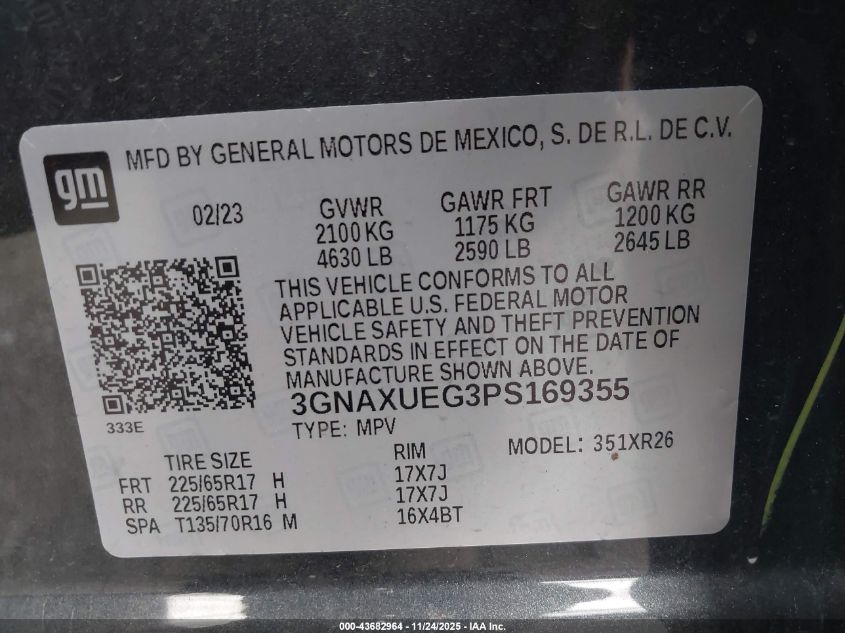 gm
MFD BY GENERAL MOTORS DE MEXICO, S. DE R.L. DE C.V.
02/23 GVWR GAWR FRT GAWR RR
2100 KG 1175 KG 1200 KG
4630 LB 2590 LB 2645 LB
THIS VEHICLE CONFORMS TO ALL
APPLICABLE U.S. FEDERAL MOTOR
VEHICLE SAFETY AND THEFT PREVENTION
STANDARDS IN EFFECT ON THE DATE OF
MANUFACTURE SHOWN ABOVE.
3GNAXUEG3PS169355
333E
TYPE: MPV MODEL: 351XR26
TIRE SIZE RIM
FRT 225/65R17 H 17X7J
RR 225/65R17 H 17X7J
SPA T135/70R16 M 16X4BT
000-43682964 - 11/24/2025 - IAA Inc.